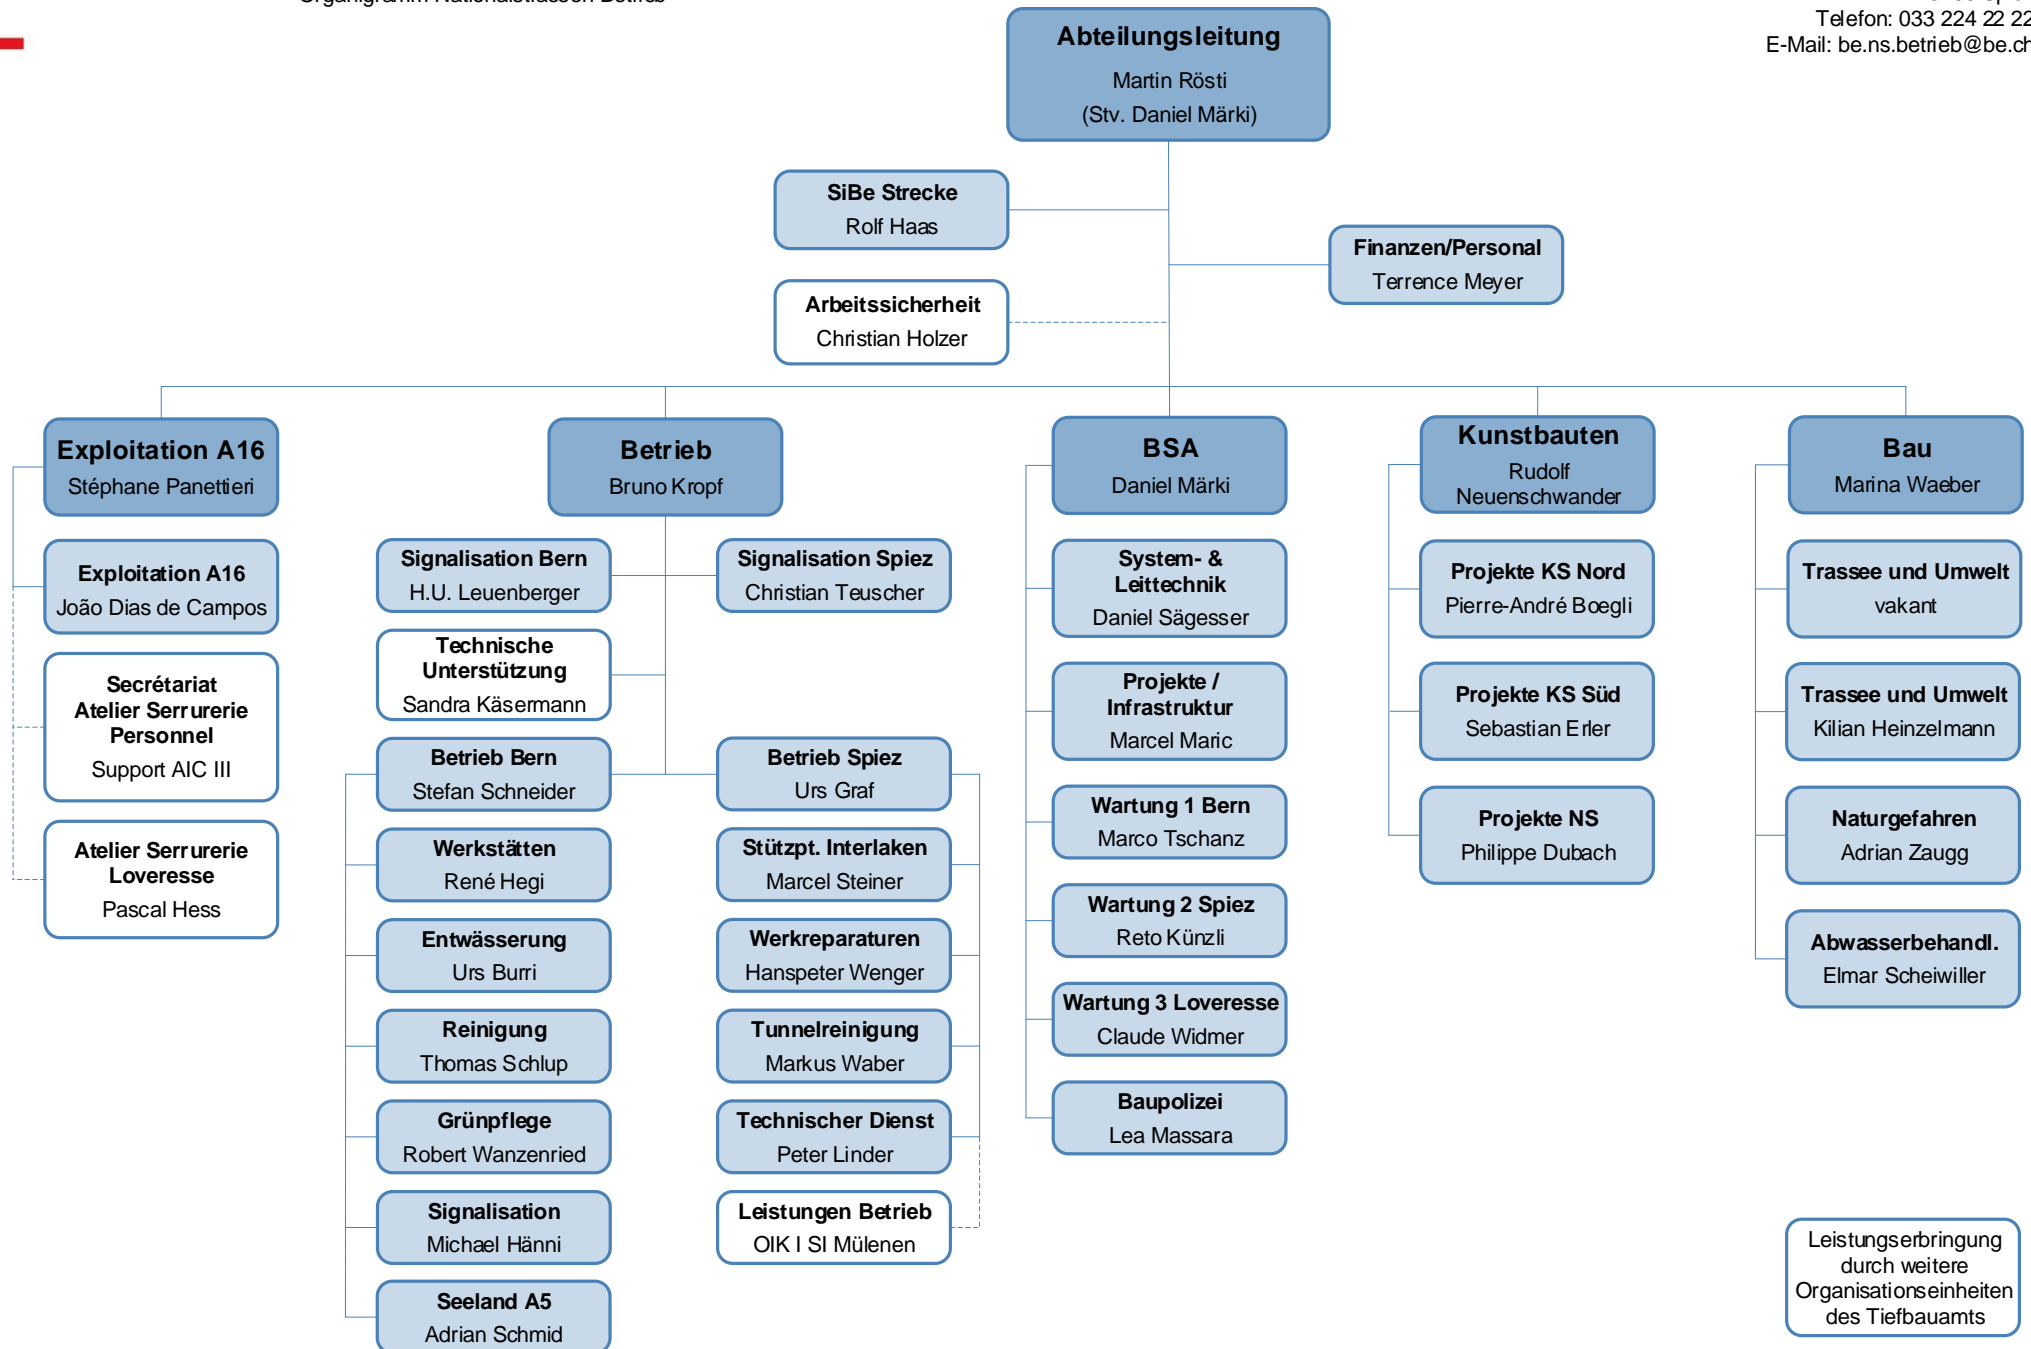 Organigramm Nationalstrassen Betrieb
Telefon: 033 224 22 22
E-Mail: be.ns.betrieb@be.ch
Abteilungsleitung
Martin Rösti
(Stv. Daniel Märki)
SiBe Strecke
Rolf Haas
Finanzen/Personal
Terrence Meyer
Arbeitssicherheit
Christian Holzer
Exploitation A16
Stéphane Panettieri
Exploitation A16
João Dias de Campos
Secrétariat
Atelier Serrurerie
Personnel
Support AIC III
Atelier Serrurerie
Loveresse
Pascal Hess
Betrieb
Bruno Kropf
Signalisation Bern
H.U. Leuenberger
Signalisation Spiez
Christian Teuscher
Technische
Unterstützung
Sandra Käsermann
Betrieb Bern
Stefan Schneider
Werkstätten
René Hegi
Entwässerung
Urs Burri
Reinigung
Thomas Schlup
Grünpflege
Robert Wanzenried
Signalisation
Michael Hänni
Seeland A5
Adrian Schmid
Betrieb Spiez
Urs Graf
Stützpt. Interlaken
Marcel Steiner
Werkreparaturen
Hanspeter Wenger
Tunnelreinigung
Markus Waber
Technischer Dienst
Peter Linder
Leistungen Betrieb
OIK I SI Mülenen
BSA
Daniel Märki
System- &
Leittechnik
Daniel Sägesser
Projekte /
Infrastruktur
Marcel Maric
Wartung 1 Bern
Marco Tschanz
Wartung 2 Spiez
Reto Künzli
Wartung 3 Loveresse
Claude Widmer
Baupolizei
Lea Massara
Kunstbauten
Rudolf
Neuenschwander
Projekte KS Nord
Pierre-André Boegli
Projekte KS Süd
Sebastian Erler
Projekte NS
Philippe Dubach
Bau
Marina Waeber
Trassee und Umwelt
vakant
Trassee und Umwelt
Kilian Heinzelmann
Naturgefahren
Adrian Zaugg
Abwasserbehandl.
Elmar Scheiwiller
Leistungserbringung
durch weitere
Organisationseinheiten
des Tiefbauamts